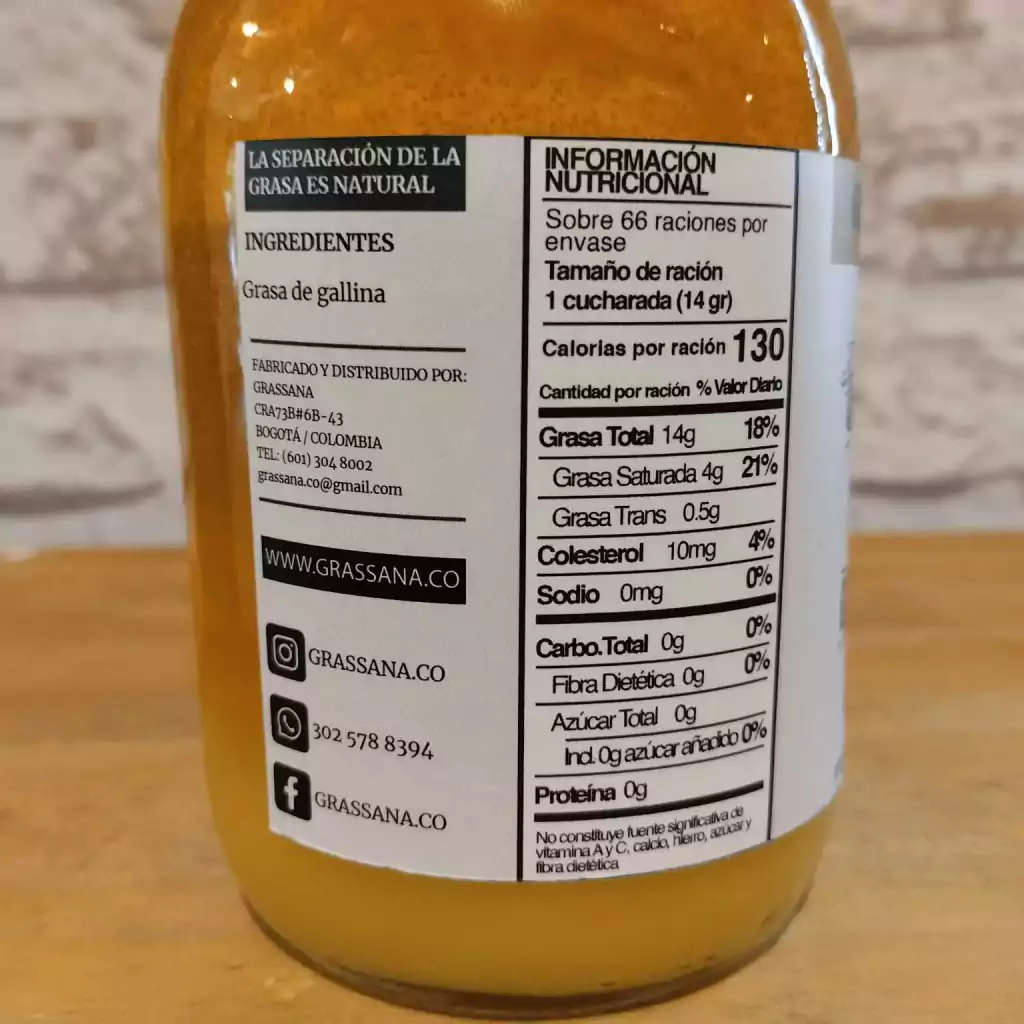 LA SEPARACIÓN DE LA
GRASA ES NATURAL
INGREDIENTES
Grasa de gallina
FABRICADO Y DISTRIBUIDO POR:
GRASSANA
CRA73B#6B-43
BOGOTÁ / COLOMBIA
TEL: (601) 304 8002
grassana.co@gmail.com
WWW.GRASSANA.CO
GRASSANA.CO
302 578 8394
GRASSANA.CO
INFORMACIÓN
NUTRICIONAL
Sobre 66 raciones por
envase
Tamaño de ración
1 cucharada (14 gr)
Calorias por ración 130
Cantidad por ración % Valor Diario
Grasa Total 14g 18%
Grasa Saturada 4g 21%
Grasa Trans 0.5g
Colesterol 10mg 4%
Sodio 0mg 0%
Carbo.Total 0g 0%
Fibra Dietética 0g 0%
Azúcar Total 0g
Incl. 0g azúcar añadido 0%
Proteína 0g
No constituye fuente significativa de
vitamina A y C, calcio, hierro, azúcar y
fibra dietética